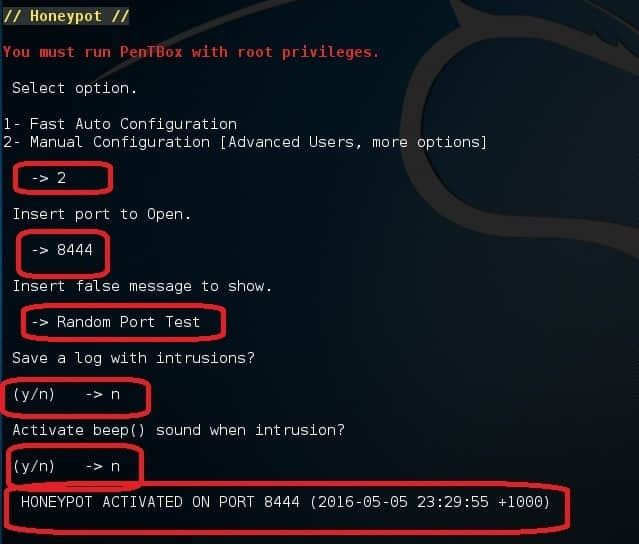 // Honeypot //
You must run PenTBox with root privileges.
Select option.
1- Fast Auto Configuration
2- Manual Configuration [Advanced Users, more options]
-> 2
Insert port to Open.
-> 8444
Insert false message to show.
-> Random Port Test
Save a log with intrusions?
(y/n)   -> n
Activate beep() sound when intrusion?
(y/n)   -> n
HONEYPOT ACTIVATED ON PORT 8444 (2016-05-05 23:29:55 +1000)